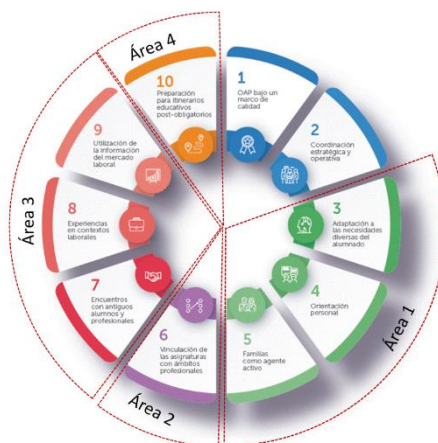 Área 4
10
Preparación
para itinerarios
educativos
post-obligatorios
1
OAP bajo un
marco de
calidad
2
Coordinación
estratégica y
operativa
9
Utilización de
la información
del mercado
laboral
3
Adaptación a
las necesidades
diversas del
alumnado
Área 3
8
Experiencias
en contextos
laborales
4
Orientación
personal
7
Encuentros
con antiguos
alumnos y
profesionales
Área 1
6
Vinculación de
las asignaturas
con ámbitos
profesionales
5
Familias
como agente
activo
Área 2